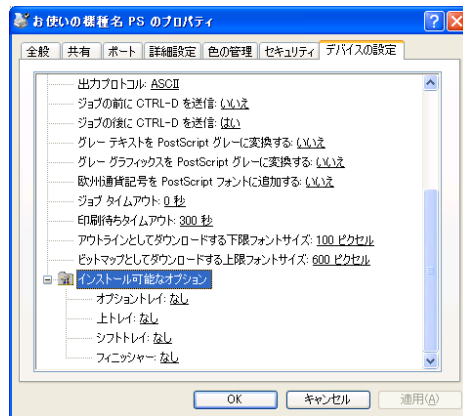 お使いの機種名 PS のプロパティ
全般 共有 ポート 詳細設定 色の管理 セキュリティ デバイスの設定
出力プロトコル: ASCII
ジョブの前に CTRL-D を送信: いいえ
ジョブの後に CTRL-D を送信: はい
グレー テキストを PostScript グレーに変換する: いいえ
グレー グラフィックスを PostScript グレーに変換する: いいえ
欧州通貨記号を PostScript フォントに追加する: いいえ
ジョブ タイムアウト: 0 秒
印刷待ちタイムアウト: 300 秒
アウトラインとしてダウンロードする下限フォントサイズ: 100 ピクセル
ビットマップとしてダウンロードする上限フォントサイズ: 600 ピクセル
インストール可能なオプション
オプショントレイ: なし
上トレイ: なし
シフトトレイ: なし
フィニッシャー: なし
OK キャンセル 適用(A)